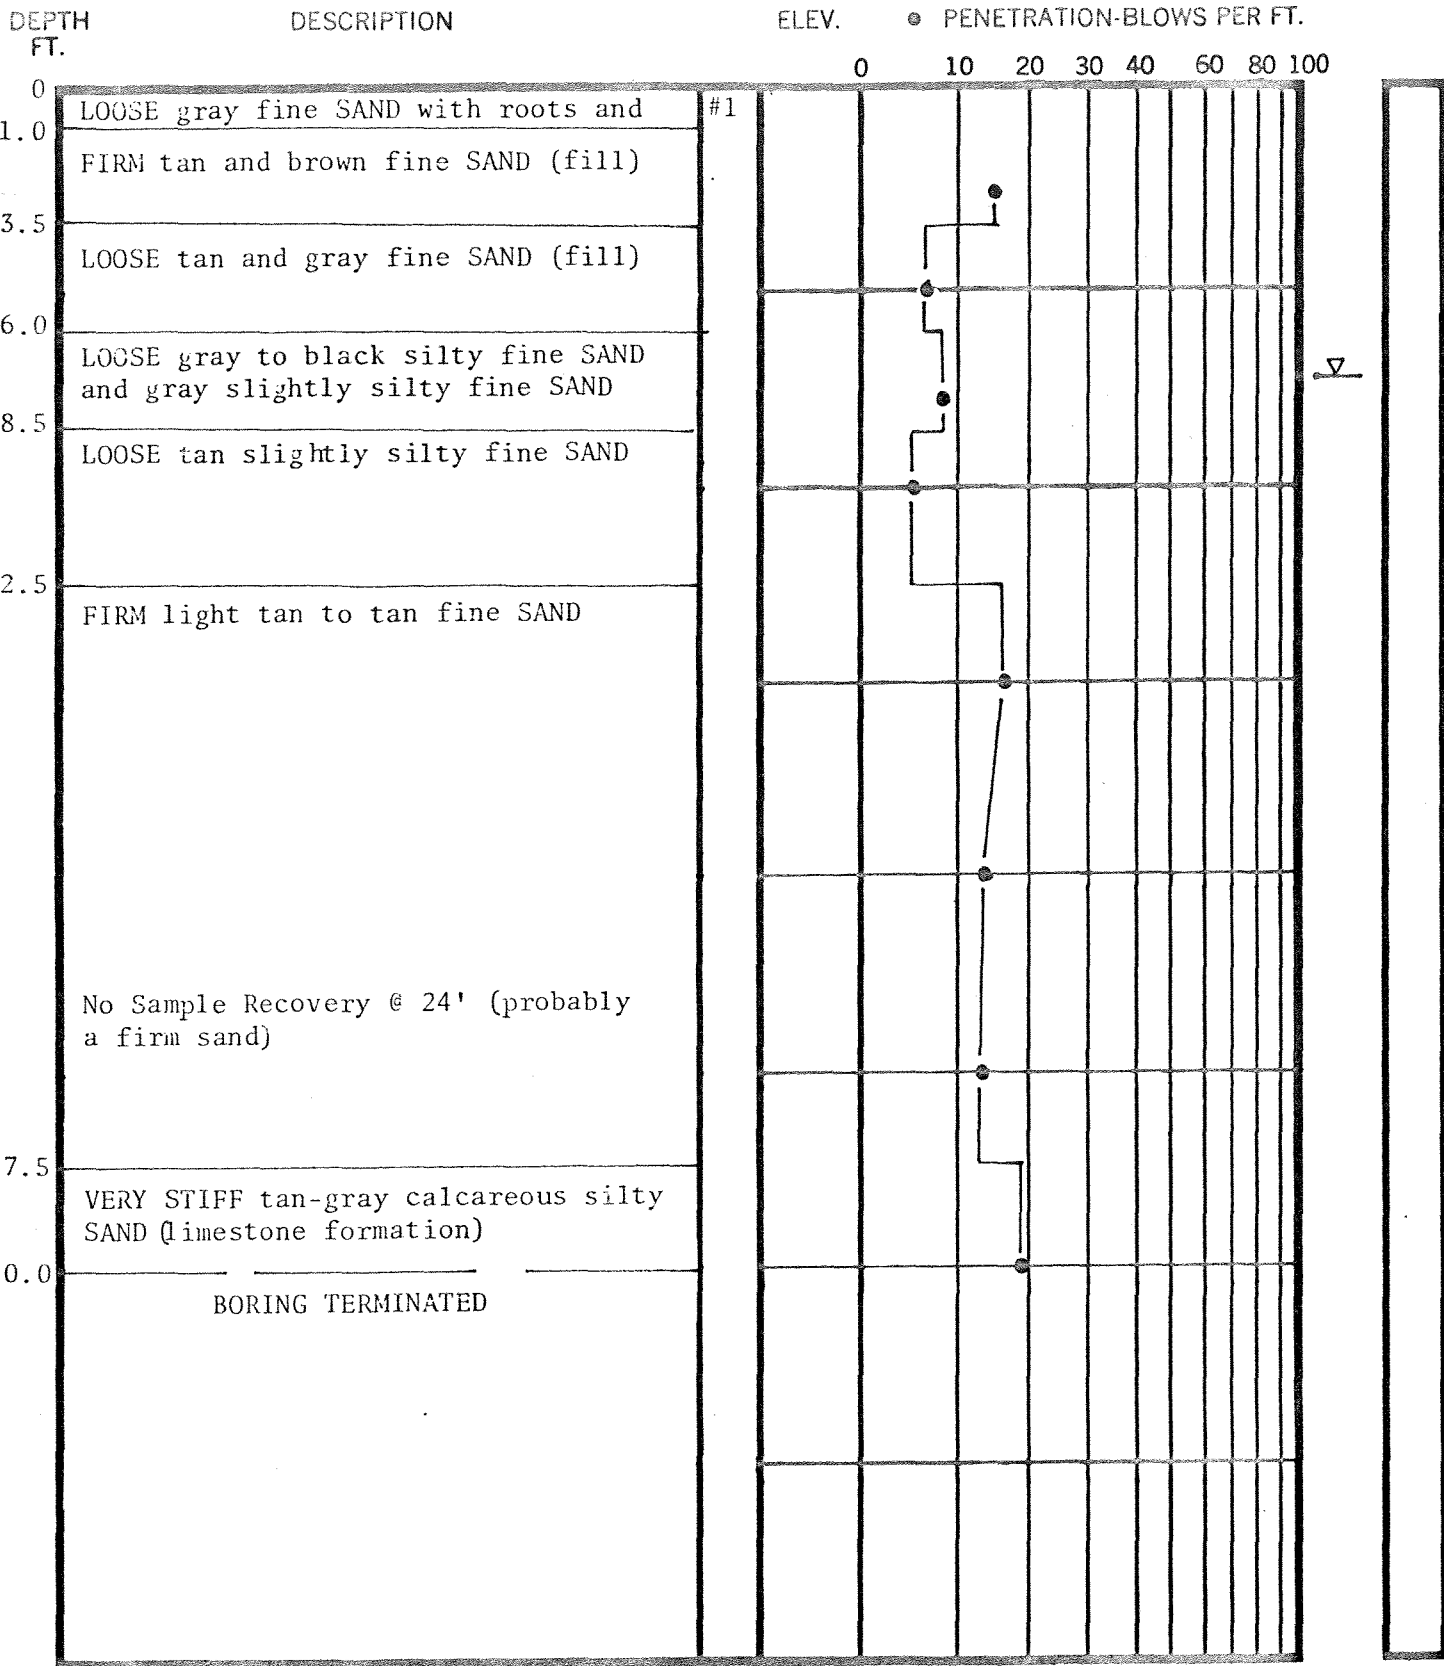 DEPTH FT.
DESCRIPTION
ELEV.
● PENETRATION-BLOWS PER FT.
0 10 20 30 40 60 80 100
0
LOOSE gray fine SAND with roots and
#1
1.0
FIRM tan and brown fine SAND (fill)
3.5
LOOSE tan and gray fine SAND (fill)
6.0
LOOSE gray to black silty fine SAND
and gray slightly silty fine SAND
8.5
LOOSE tan slightly silty fine SAND
2.5
FIRM light tan to tan fine SAND
No Sample Recovery @ 24' (probably
a firm sand)
7.5
VERY STIFF tan-gray calcareous silty
SAND (limestone formation)
0.0
BORING TERMINATED